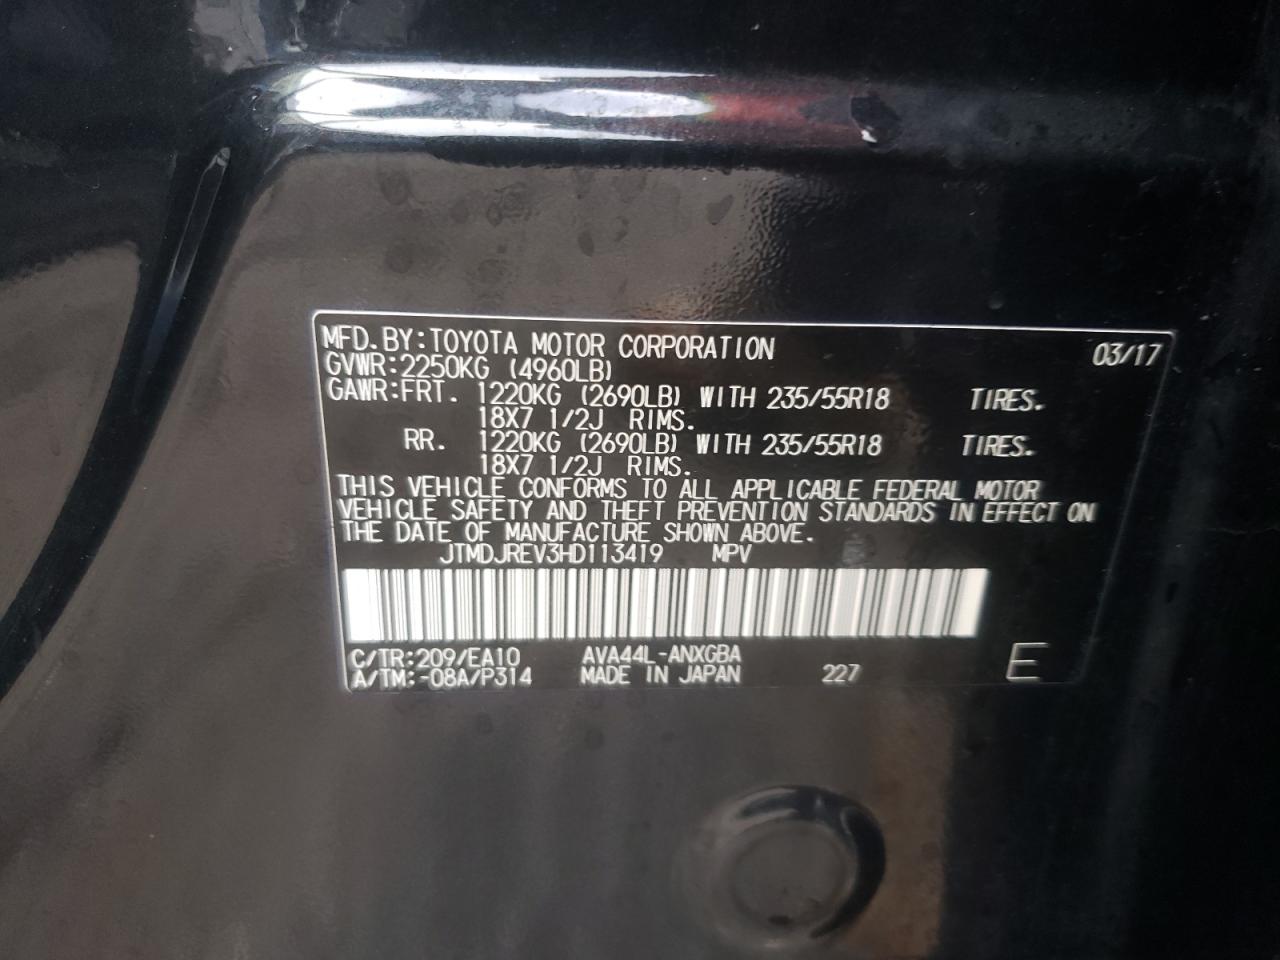 MFD. BY: TOYOTA MOTOR CORPORATION 03/17
GVWR: 2250KG (4960LB)
GAWR: FRT. 1220KG (2690LB) WITH 235/55R18 TIRES.
18X7 1/2J RIMS.
RR. 1220KG (2690LB) WITH 235/55R18 TIRES.
18X7 1/2J RIMS.
THIS VEHICLE CONFORMS TO ALL APPLICABLE FEDERAL MOTOR
VEHICLE SAFETY AND THEFT PREVENTION STANDARDS IN EFFECT ON
THE DATE OF MANUFACTURE SHOWN ABOVE.
JTMDJREV3HD113419 MPV
C/TR: 209/EA10 AVA44L-ANXGBA
A/TM: -08A/P314 MADE IN JAPAN 227 E